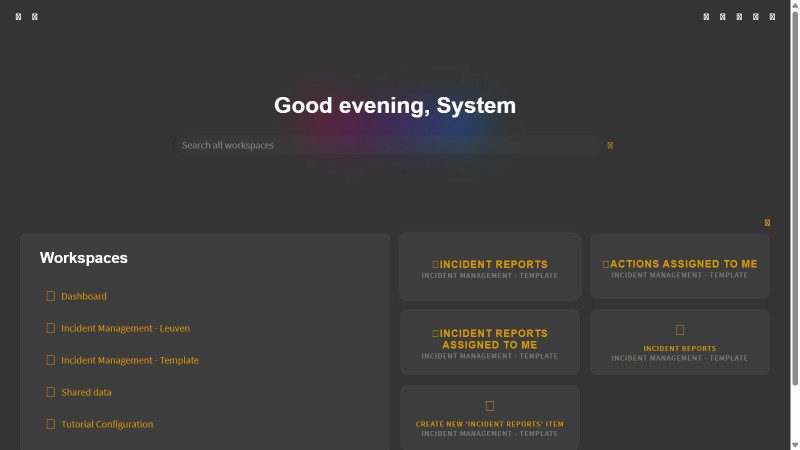 Good evening, System
Search all workspaces
Workspaces
Dashboard
Incident Management - Leuven
Incident Management - Template
Shared data
Tutorial Configuration
INCIDENT REPORTS
INCIDENT MANAGEMENT - TEMPLATE
ACTIONS ASSIGNED TO ME
INCIDENT MANAGEMENT - TEMPLATE
INCIDENT REPORTS
ASSIGNED TO ME
INCIDENT MANAGEMENT - TEMPLATE
INCIDENT REPORTS
INCIDENT MANAGEMENT - TEMPLATE
CREATE NEW 'INCIDENT REPORTS' ITEM
INCIDENT MANAGEMENT - TEMPLATE